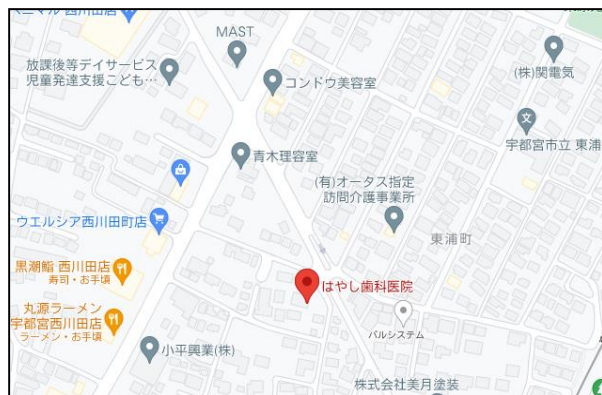 MAST
放課後等デイサービス
児童発達支援こども…
コンドウ美容室
(株)関電気
青木理容室
宇都宮市立 東浦
(有)オータス指定
訪問介護事業所
ウエルシア西川田町店
東浦町
黒潮鮨 西川田店
寿司・お手頃
はやし歯科医院
丸源ラーメン
宇都宮西川田店
ラーメン・お手頃
パルシステム
小平興業(株)
株式会社美月塗装